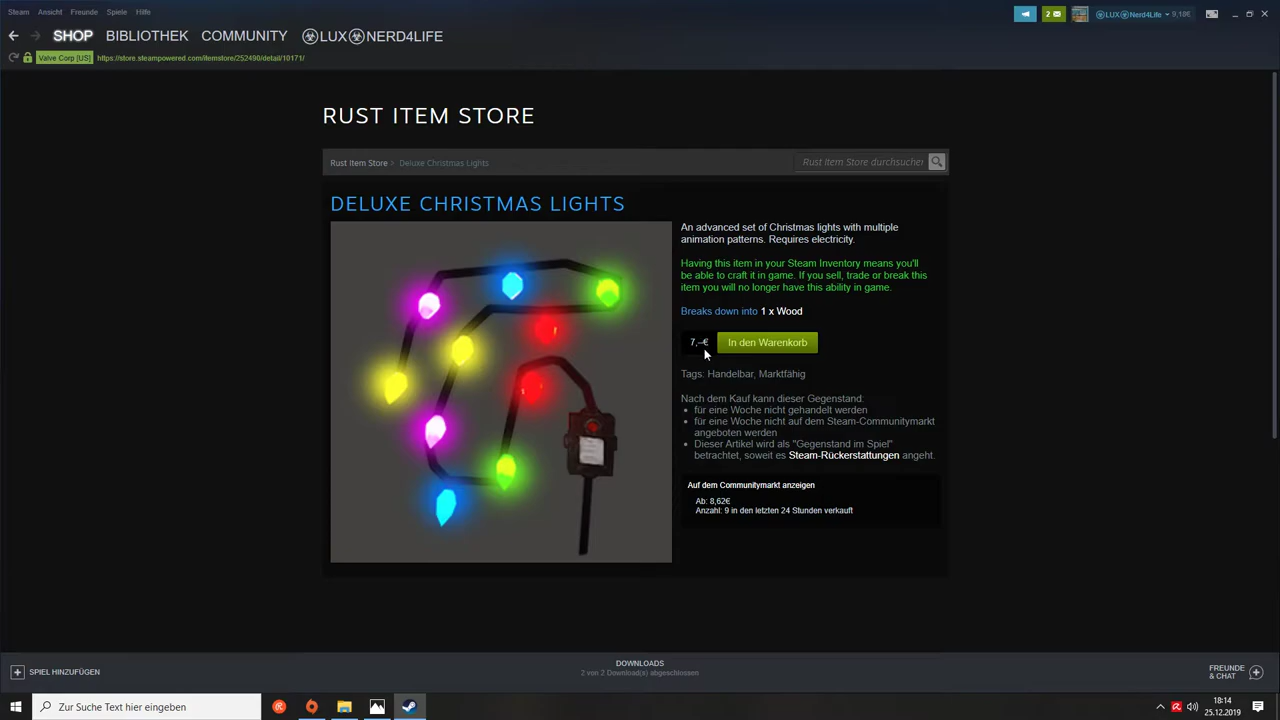 Steam Ansicht Freunde Spiele Hilfe
2 LUX Nerd4Life 9,18€
SHOP BIBLIOTHEK COMMUNITY LUX NERD4LIFE
Valve Corp [US] https://store.steampowered.com/itemstore/252490/detail/10171/
RUST ITEM STORE
Rust Item Store > Deluxe Christmas Lights Rust Item Store durchsuchen
DELUXE CHRISTMAS LIGHTS
An advanced set of Christmas lights with multiple
animation patterns. Requires electricity.
Having this item in your Steam Inventory means you'll
be able to craft it in game. If you sell, trade or break this
item you will no longer have this ability in game.
Breaks down into 1 x Wood
7,--€ In den Warenkorb
Tags: Handelbar, Marktfähig
Nach dem Kauf kann dieser Gegenstand:
• für eine Woche nicht gehandelt werden
• für eine Woche nicht auf dem Steam-Communitymarkt
angeboten werden
• Dieser Artikel wird als "Gegenstand im Spiel"
betrachtet, soweit es Steam-Rückerstattungen angeht.
Auf dem Communitymarkt anzeigen
Ab: 8,62€
Anzahl: 9 in den letzten 24 Stunden verkauft
SPIEL HINZUFÜGEN
DOWNLOADS
2 von 2 Download(s) abgeschlossen
FREUNDE
& CHAT
Zur Suche Text hier eingeben
18:14
25.12.2019